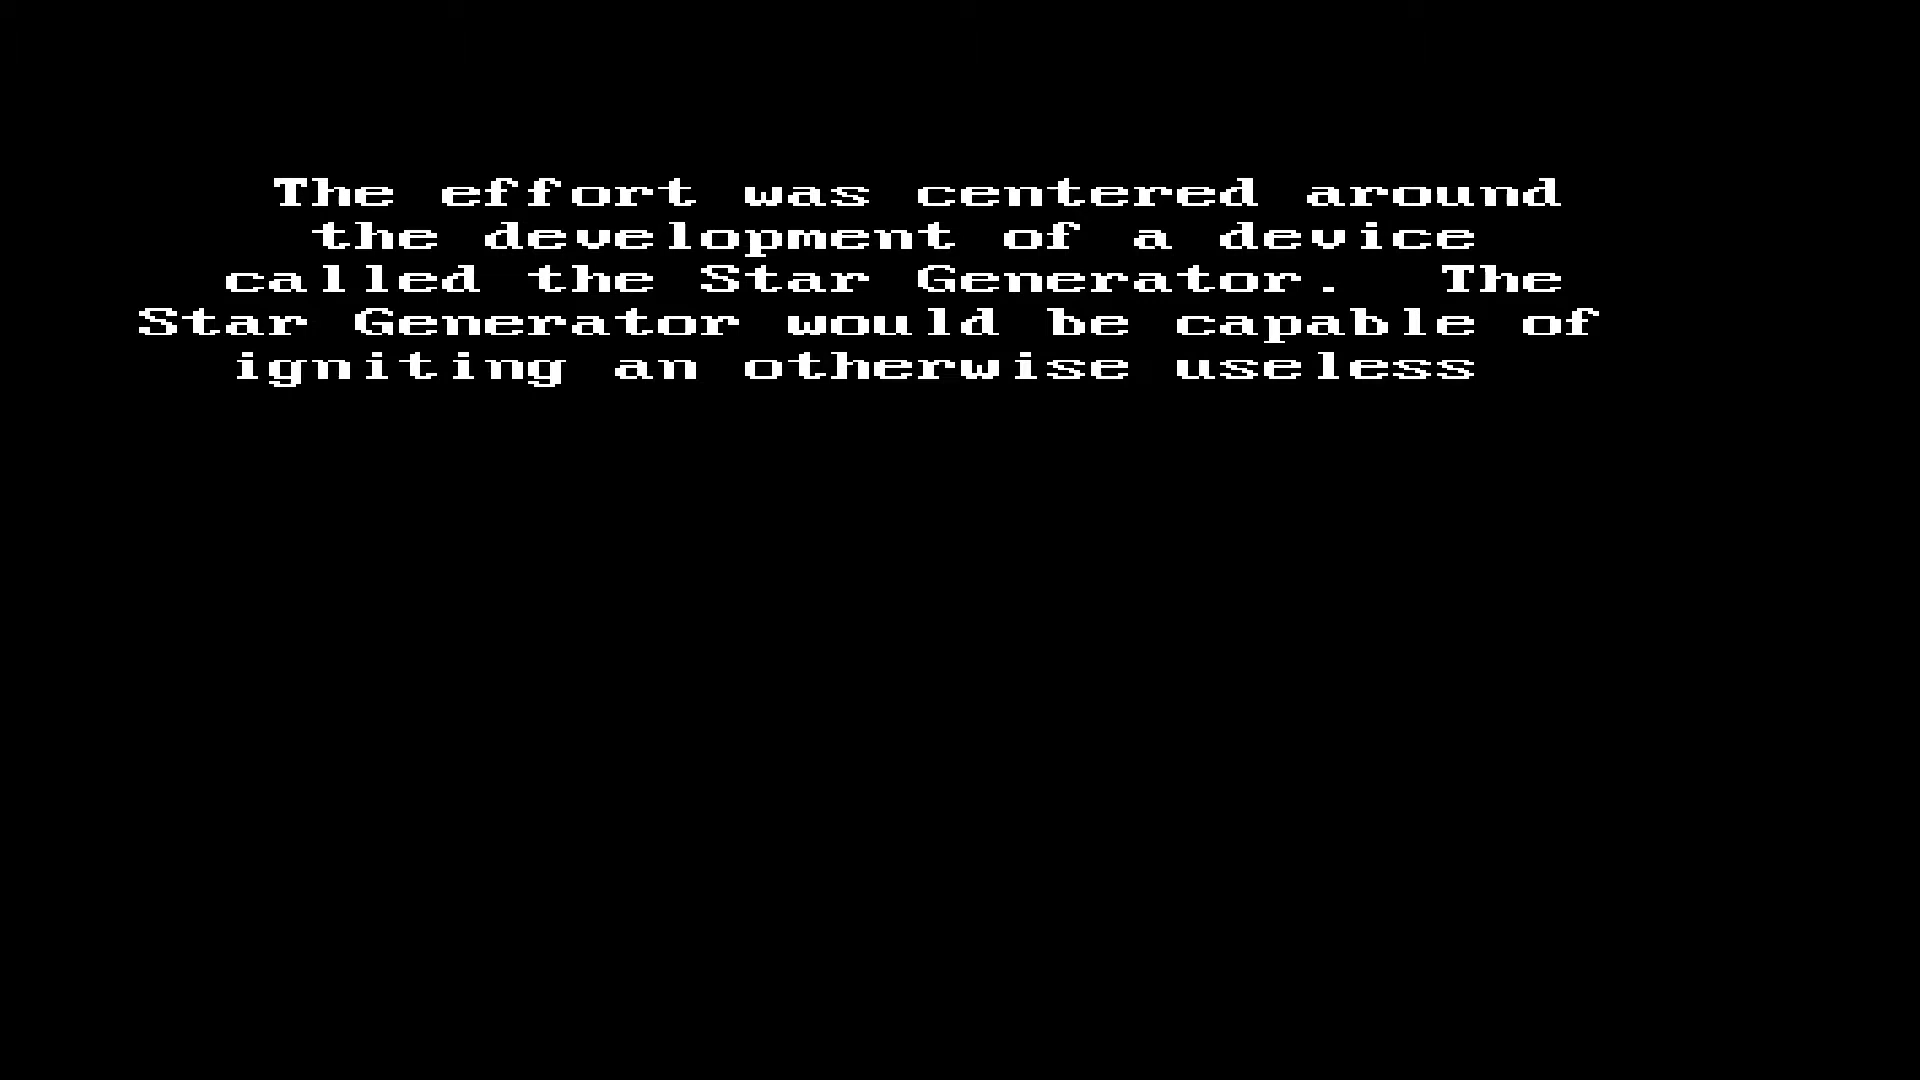 The effort was centered around
the development of a device
called the Star Generator.  The
Star Generator would be capable of
igniting an otherwise useless